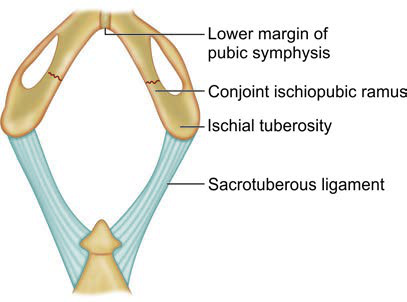 Lower margin of
pubic symphysis
Conjoint ischiopubic ramus
Ischial tuberosity
Sacrotuberous ligament